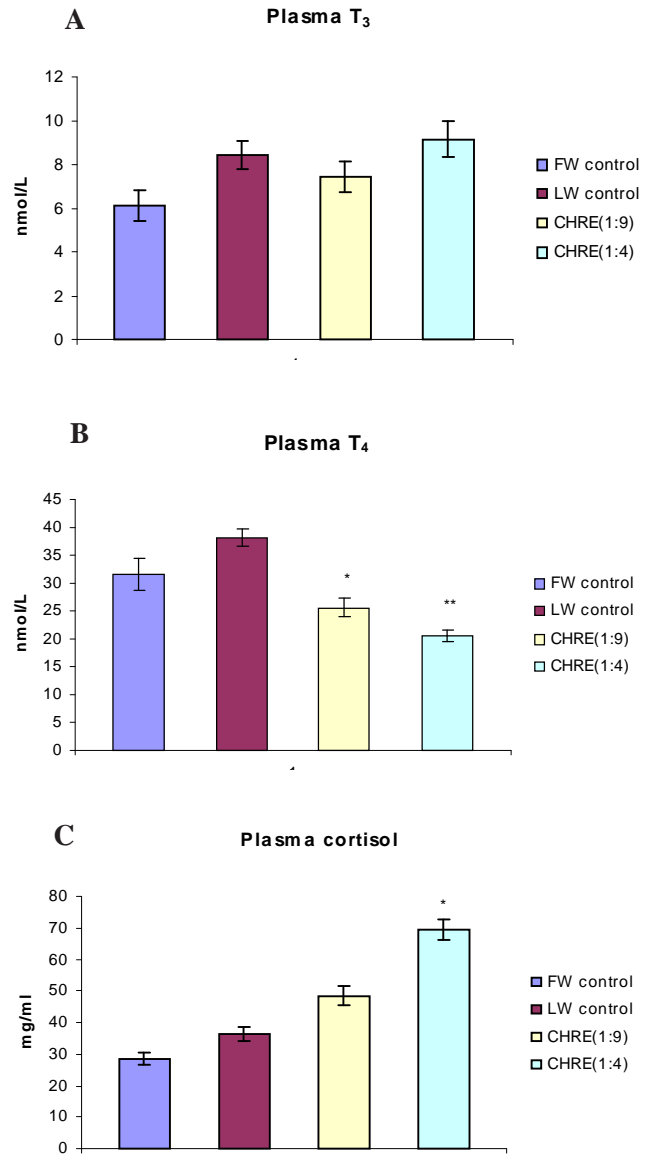 A
Plasma T₃
12
10
8
6
4
2
0
nmol/L
FW control
LW control
CHRE(1:9)
CHRE(1:4)
B
Plasma T₄
45
40
35
30
25
20
15
10
5
0
nmol/L
*
**
FW control
LW control
CHRE(1:9)
CHRE(1:4)
C
Plasma cortisol
80
70
60
50
40
30
20
10
0
mg/ml
*
FW control
LW control
CHRE(1:9)
CHRE(1:4)